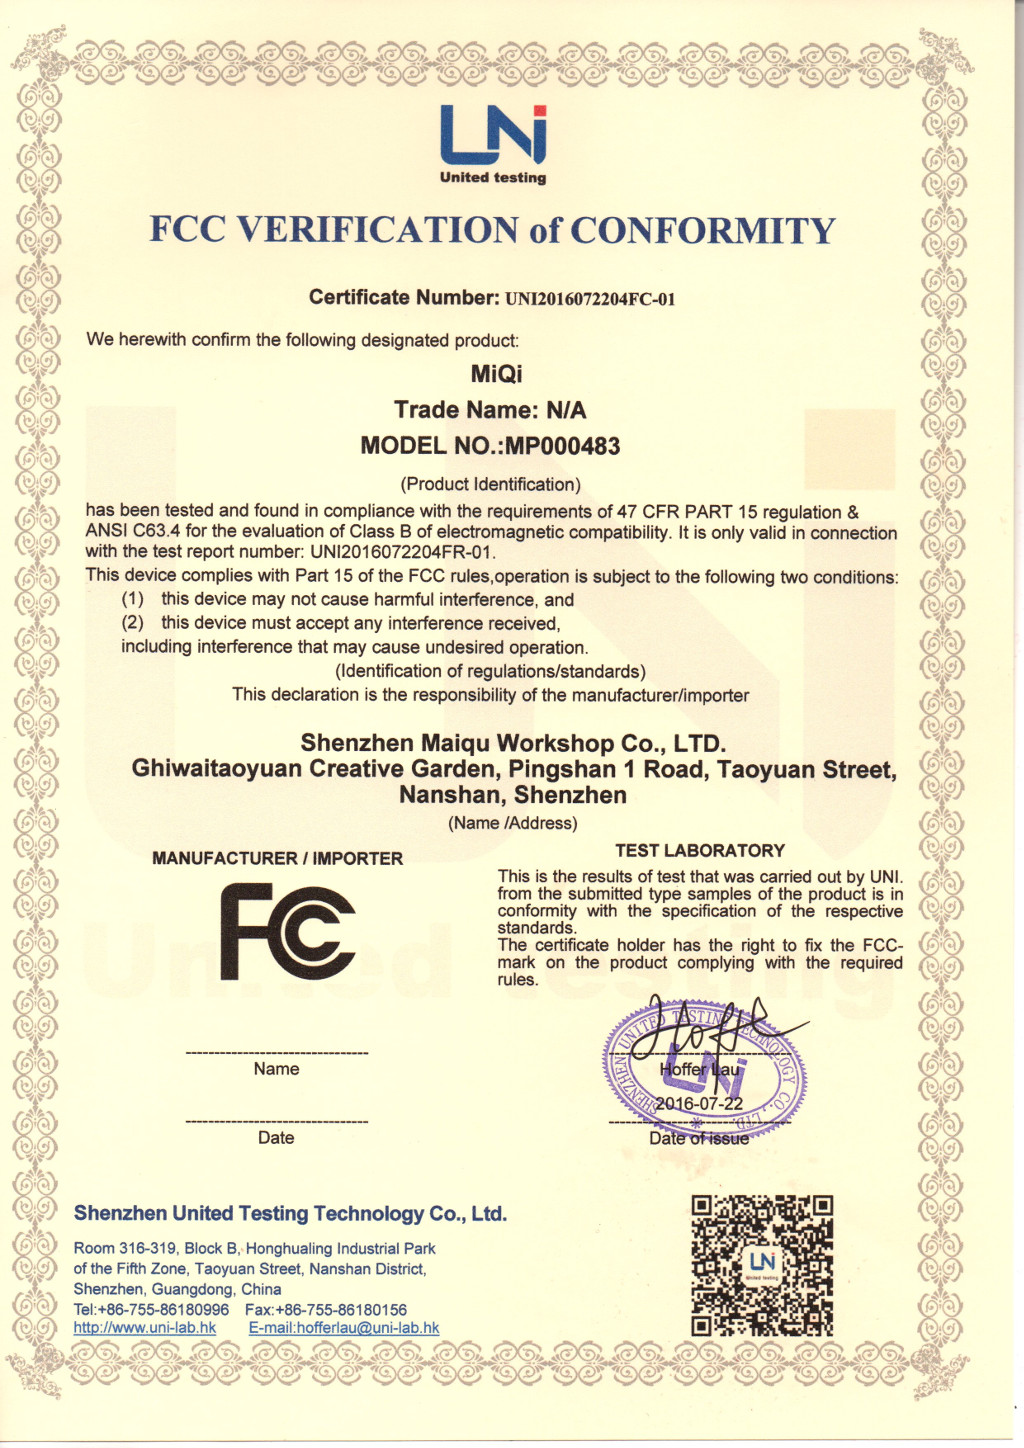 UNi
United testing
FCC VERIFICATION of CONFORMITY
Certificate Number: UNI2016072204FC-01
We herewith confirm the following designated product:
MiQi
Trade Name: N/A
MODEL NO.:MP000483
(Product Identification)
has been tested and found in compliance with the requirements of 47 CFR PART 15 regulation &
ANSI C63.4 for the evaluation of Class B of electromagnetic compatibility. It is only valid in connection
with the test report number: UNI2016072204FR-01.
This device complies with Part 15 of the FCC rules,operation is subject to the following two conditions:
(1) this device may not cause harmful interference, and
(2) this device must accept any interference received,
including interference that may cause undesired operation.
(Identification of regulations/standards)
This declaration is the responsibility of the manufacturer/importer
Shenzhen Maiqu Workshop Co., LTD.
Ghiwaitaoyuan Creative Garden, Pingshan 1 Road, Taoyuan Street,
Nanshan, Shenzhen
(Name /Address)
MANUFACTURER / IMPORTER
FCC
Name
Date
TEST LABORATORY
This is the results of test that was carried out by UNI.
from the submitted type samples of the product is in
conformity with the specification of the respective
standards.
The certificate holder has the right to fix the FCC-
mark on the product complying with the required
rules.
SHENZHEN UNITED TESTING TECHNOLOGY CO., LTD.
UNi
Hoffer Lau
2016-07-22
Date of issue
Shenzhen United Testing Technology Co., Ltd.
Room 316-319, Block B, Honghualing Industrial Park
of the Fifth Zone, Taoyuan Street, Nanshan District,
Shenzhen, Guangdong, China
Tel:+86-755-86180996 Fax:+86-755-86180156
http://www.uni-lab.hk E-mail:hofferlau@uni-lab.hk
UNi
United testing